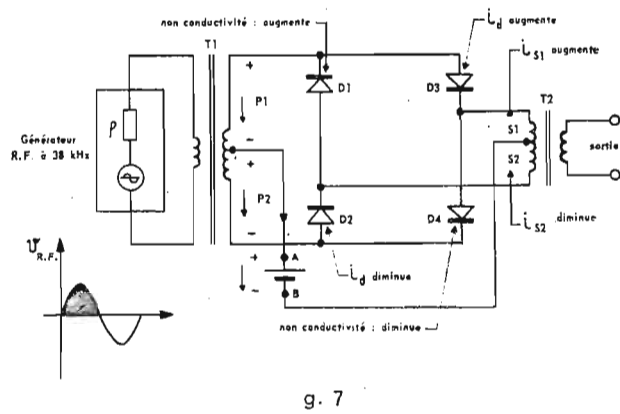 non conductivité : augmente
i_d augmente
T1
i_S1 augmente
+
P1
D1
D3
T2
ρ
Générateur
R.F. à 38 kHz
-
+
S1
S2
sortie
P2
D2
D4
-
+
A
i_S2 diminue
-
B
i_d diminue
V_R.F.
non conductivité : diminue
g. 7